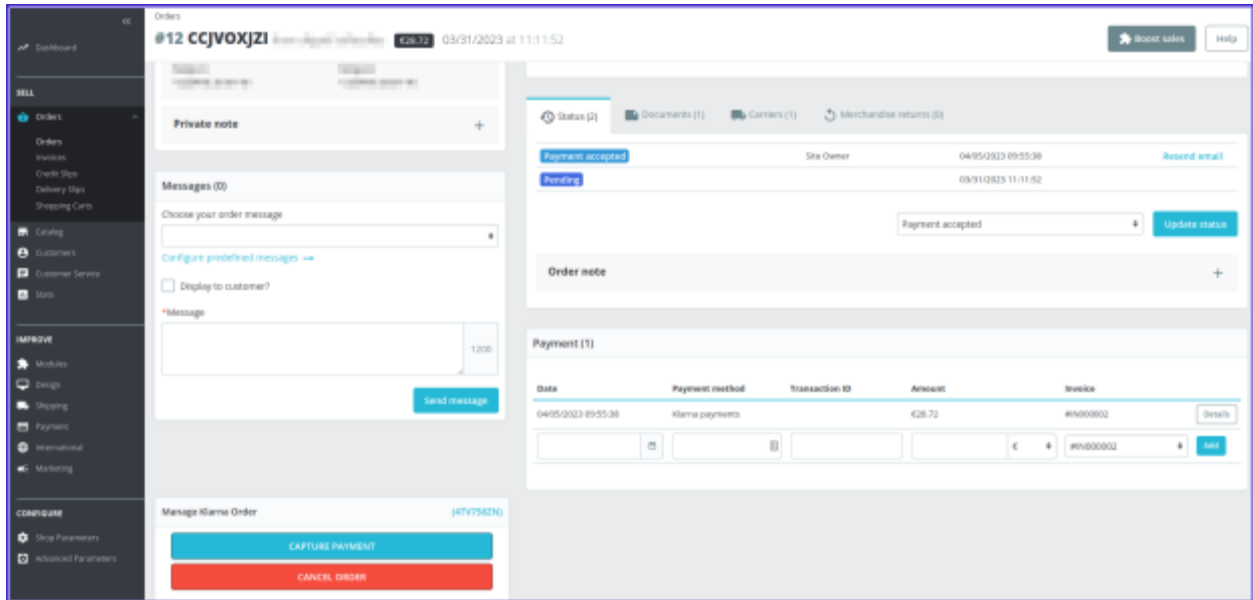 Dashboard
SELL
Orders
Orders
Invoices
Credit Slips
Delivery Slips
Shopping Carts
Catalog
Customers
Customer Service
Stats
IMPROVE
Modules
Design
Shipping
Payment
International
Marketing
CONFIGURE
Shop Parameters
Advanced Parameters
Orders
#12 CCJVOXJZI €28.72 03/31/2023 at 11:11:52
Boost sales
Help
Private note +
Messages (0)
Choose your order message
Configure predefined messages →
Display to customer?
*Message
1200
Send message
Manage Klarna Order
CAPTURE PAYMENT
CANCEL ORDER
Status (2) Documents (1) Carriers (1) Merchandise returns (0)
Payment accepted Site Owner 04/05/2023 09:55:38 Resend email
Pending 03/31/2023 11:11:52
Payment accepted Update status
Order note +
Payment (1)
Date Payment method Transaction ID Amount Invoice
04/05/2023 09:55:38 Klarna payments €28.72 #IN000002 Details
€ #IN000002 Add